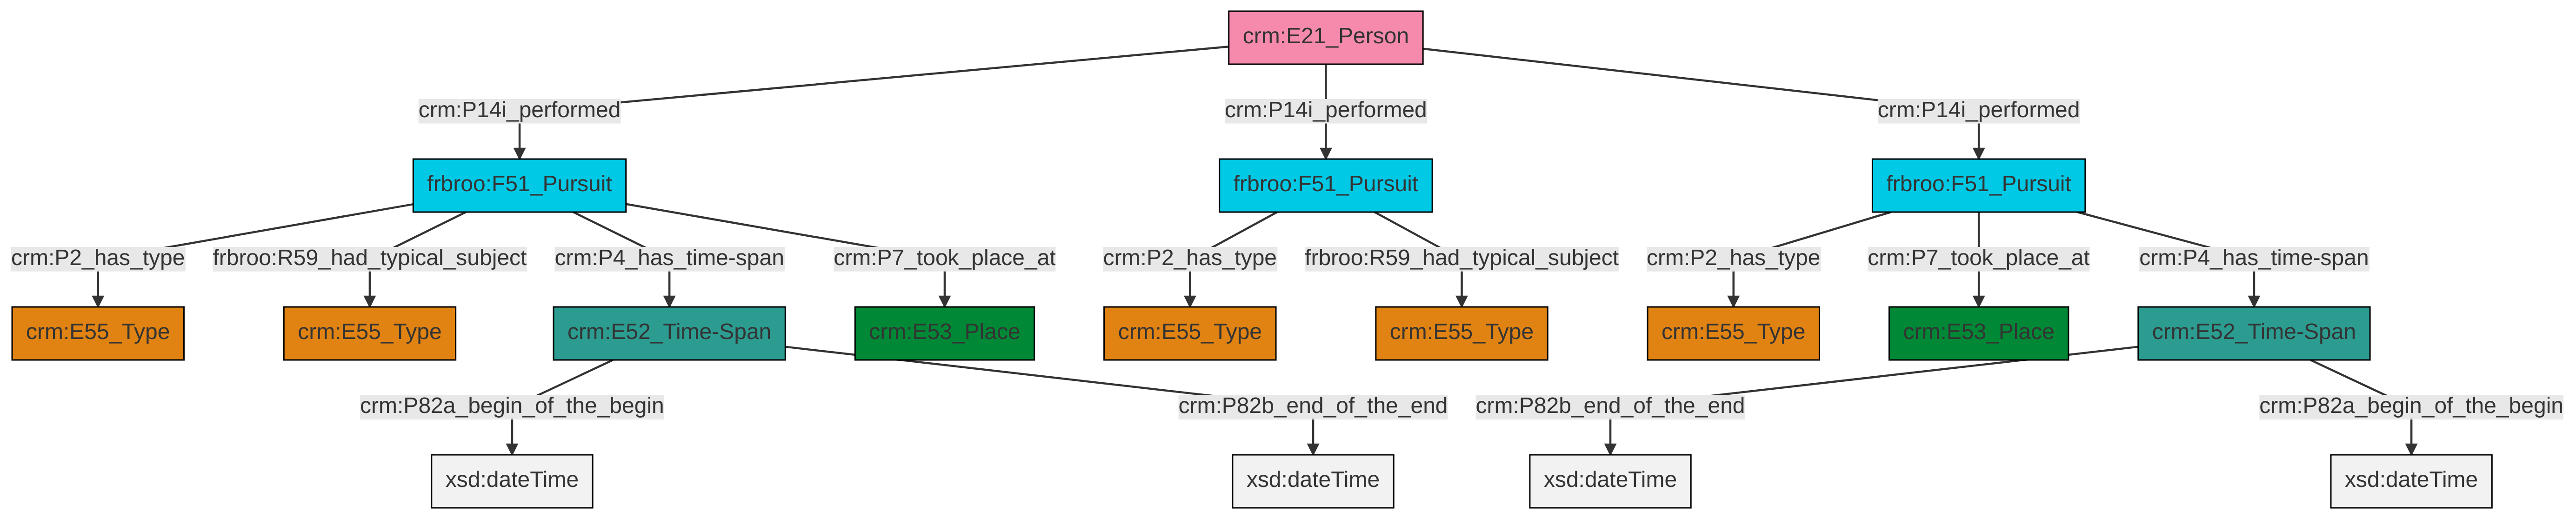 crm:E21_Person
crm:P14i_performed
crm:P14i_performed
crm:P14i_performed
frbroo:F51_Pursuit
frbroo:F51_Pursuit
frbroo:F51_Pursuit
crm:P2_has_type
frbroo:R59_had_typical_subject
crm:P4_has_time-span
crm:P7_took_place_at
crm:P2_has_type
frbroo:R59_had_typical_subject
crm:P2_has_type
crm:P7_took_place_at
crm:P4_has_time-span
crm:E55_Type
crm:E55_Type
crm:E52_Time-Span
crm:E53_Place
crm:E55_Type
crm:E55_Type
crm:E55_Type
crm:E53_Place
crm:E52_Time-Span
crm:P82a_begin_of_the_begin
crm:P82b_end_of_the_end
crm:P82b_end_of_the_end
crm:P82a_begin_of_the_begin
xsd:dateTime
xsd:dateTime
xsd:dateTime
xsd:dateTime